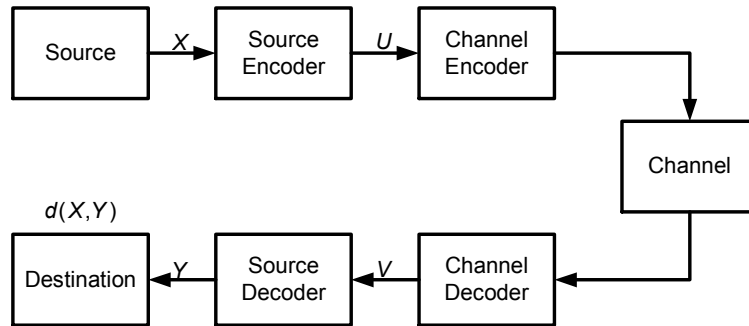 Source
X
Source
Encoder
U
Channel
Encoder
Channel
d(X,Y)
Destination
Y
Source
Decoder
V
Channel
Decoder